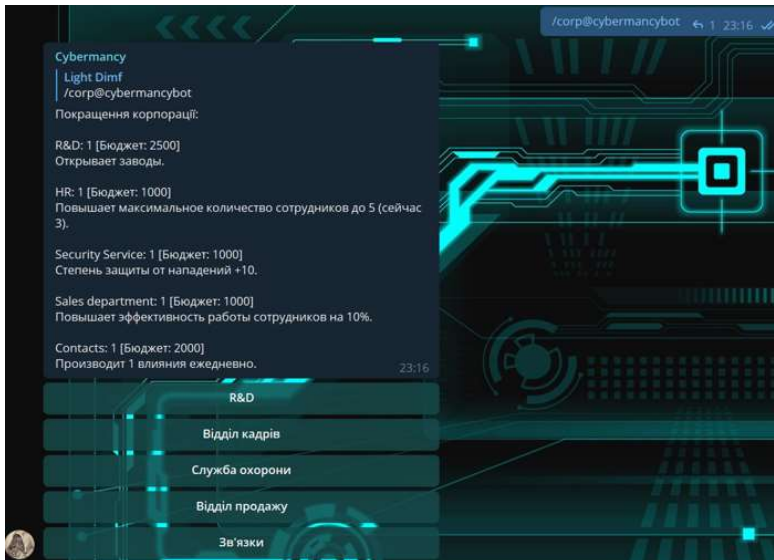 /corp@cybermancybot 1 23:16
Cybermancy
Light Dimf
/corp@cybermancybot
Покращення корпорації:
R&D: 1 [Бюджет: 2500]
Открывает заводы.
HR: 1 [Бюджет: 1000]
Повышает максимальное количество сотрудников до 5 (сейчас
3).
Security Service: 1 [Бюджет: 1000]
Степень защиты от нападений +10.
Sales department: 1 [Бюджет: 1000]
Повышает эффективность работы сотрудников на 10%.
Contacts: 1 [Бюджет: 2000]
Производит 1 влияния ежедневно.
23:16
R&D
Відділ кадрів
Служба охорони
Відділ продажу
Зв'язки